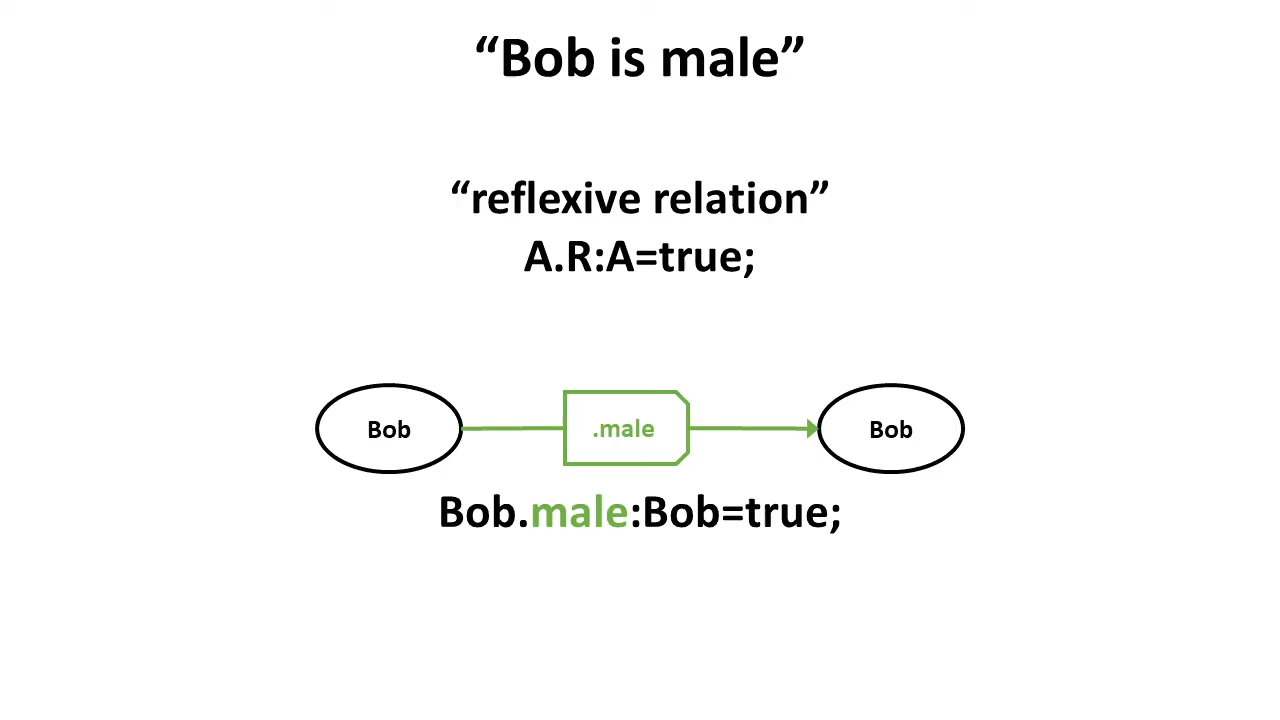 “Bob is male”
“reflexive relation”
A.R:A=true;
Bob .male Bob
Bob.male:Bob=true;